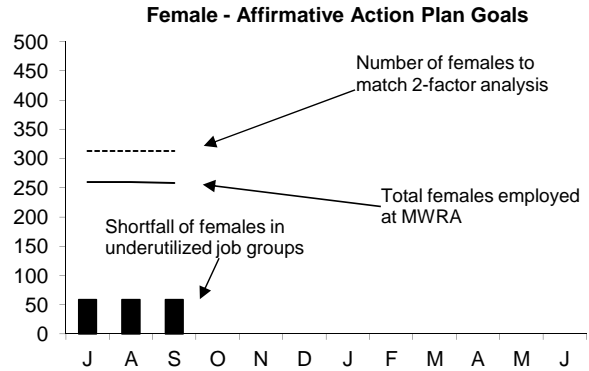 Female - Affirmative Action Plan Goals
500
450
400
350
300
250
200
150
100
50
0
Number of females to
match 2-factor analysis
Total females employed
at MWRA
Shortfall of females in
underutilized job groups
J A S O N D J F M A M J